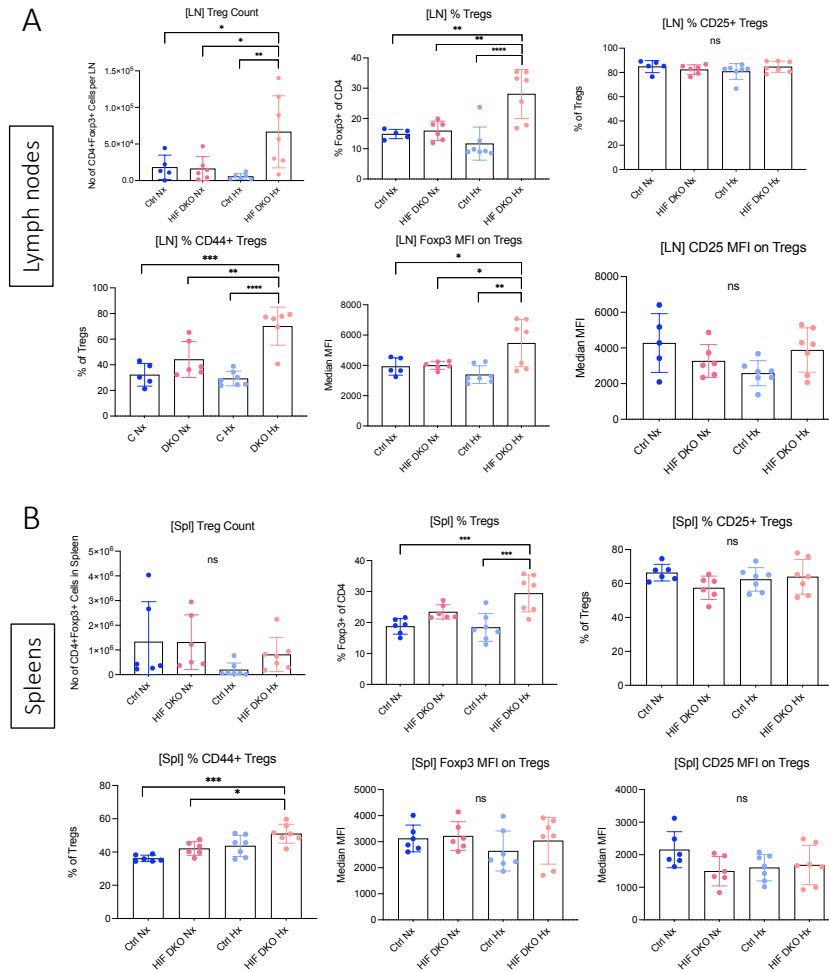 A
Lymph nodes
[LN] Treg Count
*
*
**
No of CD4+Foxp3+ Cells per LN
1.5×10⁵
1.0×10⁵
5.0×10⁴
0.0
Ctrl Nx
HIF DKO Nx
Ctrl Hx
HIF DKO Hx
[LN] % Tregs
**
**
****
% Foxp3+ of CD4
40
30
20
10
0
Ctrl Nx
HIF DKO Nx
Ctrl Hx
HIF DKO Hx
[LN] % CD25+ Tregs
ns
% of Tregs
100
80
60
40
20
0
Ctrl Nx
HIF DKO Nx
Ctrl Hx
HIF DKO Hx
[LN] % CD44+ Tregs
***
**
****
% of Tregs
100
80
60
40
20
0
C Nx
DKO Nx
C Hx
DKO Hx
[LN] Foxp3 MFI on Tregs
*
*
**
Median MFI
8000
6000
4000
2000
0
Ctrl Nx
HIF DKO Nx
Ctrl Hx
HIF DKO Hx
[LN] CD25 MFI on Tregs
ns
Median MFI
8000
6000
4000
2000
0
Ctrl Nx
HIF DKO Nx
Ctrl Hx
HIF DKO Hx
B
Spleens
[Spl] Treg Count
ns
No of CD4+Foxp3+ Cells in Spleen
5×10⁶
4×10⁶
3×10⁶
2×10⁶
1×10⁶
0
Ctrl Nx
HIF DKO Nx
Ctrl Hx
HIF DKO Hx
[Spl] % Tregs
***
***
% Foxp3+ of CD4
40
30
20
10
0
Ctrl Nx
HIF DKO Nx
Ctrl Hx
HIF DKO Hx
[Spl] % CD25+ Tregs
ns
% of Tregs
80
60
40
20
0
Ctrl Nx
HIF DKO Nx
Ctrl Hx
HIF DKO Hx
[Spl] % CD44+ Tregs
***
*
% of Tregs
80
60
40
20
0
Ctrl Nx
HIF DKO Nx
Ctrl Hx
HIF DKO Hx
[Spl] Foxp3 MFI on Tregs
ns
Median MFI
5000
4000
3000
2000
1000
0
Ctrl Nx
HIF DKO Nx
Ctrl Hx
HIF DKO Hx
[Spl] CD25 MFI on Tregs
ns
Median MFI
4000
3000
2000
1000
0
Ctrl Nx
HIF DKO Nx
Ctrl Hx
HIF DKO Hx